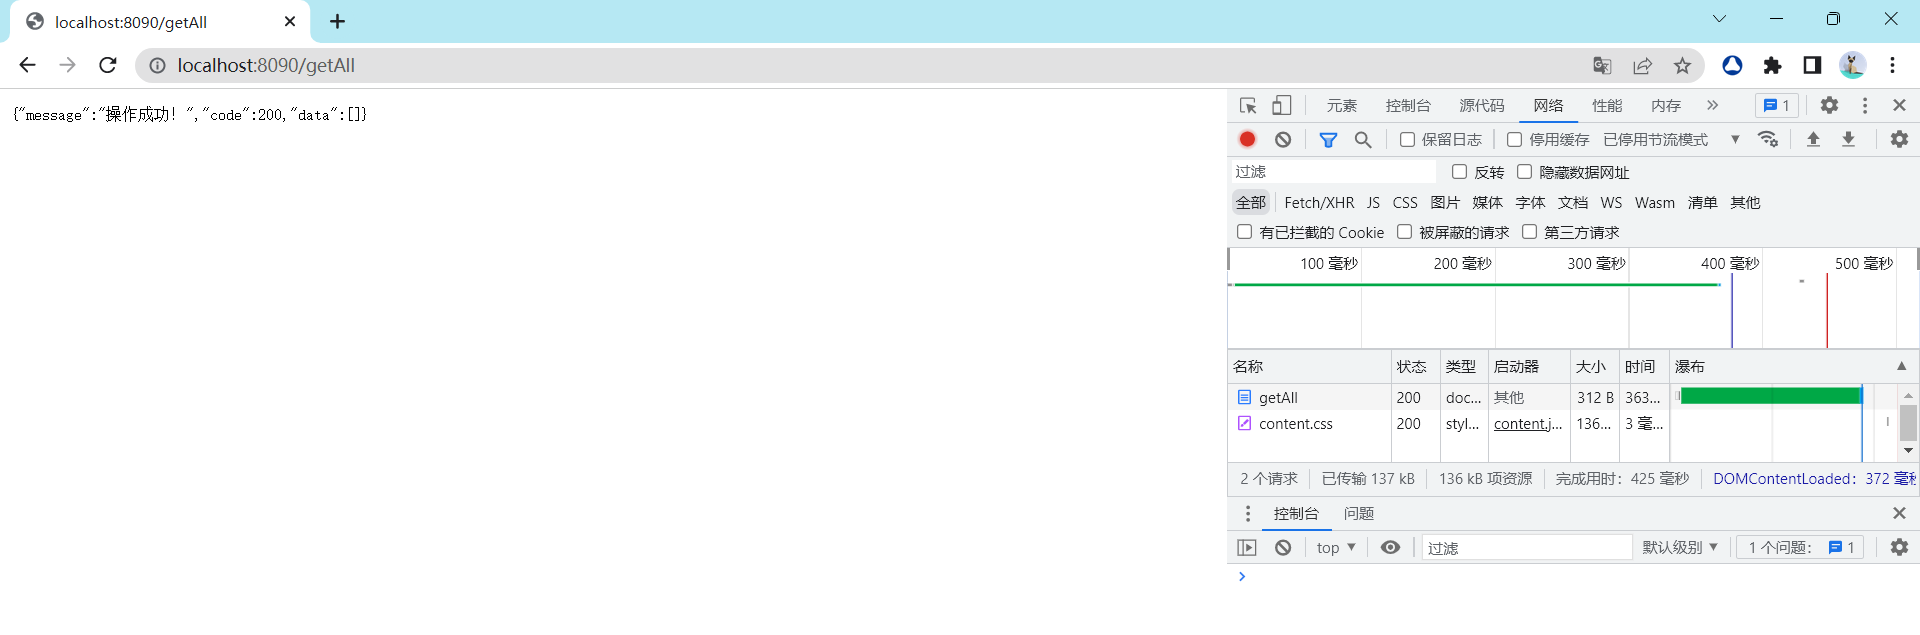 localhost:8090/getAll
localhost:8090/getAll
{"message":"操作成功！","code":200,"data":[]}
元素 控制台 源代码 网络 性能 内存 1
保留日志 停用缓存 已停用节流模式
过滤 反转 隐藏数据网址
全部 Fetch/XHR JS CSS 图片 媒体 字体 文档 WS Wasm 清单 其他
有已拦截的 Cookie 被屏蔽的请求 第三方请求
100 毫秒 200 毫秒 300 毫秒 400 毫秒 500 毫秒
名称 状态 类型 启动器 大小 时间 瀑布
getAll 200 doc... 其他 312 B 363...
content.css 200 styl... content.j... 136... 3 毫...
2 个请求 已传输 137 kB 136 kB 项资源 完成用时：425 毫秒 DOMContentLoaded：372 毫秒
控制台 问题
top 过滤 默认级别 1 个问题： 1